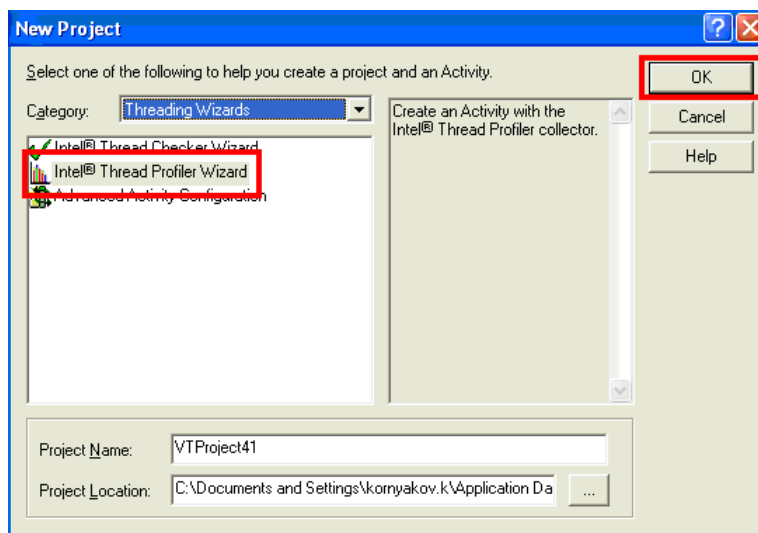 New Project
Select one of the following to help you create a project and an Activity.
OK
Category:
Threading Wizards
Create an Activity with the
Intel® Thread Profiler collector.
Cancel
Help
Intel® Thread Checker Wizard
Intel® Thread Profiler Wizard
Advanced Activity Configuration
Project Name:
VTProject41
Project Location:
C:\Documents and Settings\kornyakov.k\Application Da
...